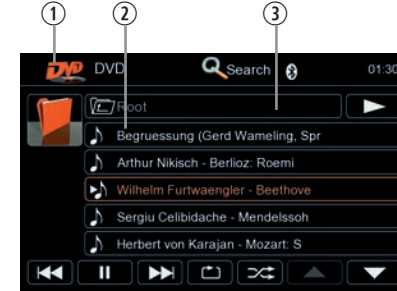 ① ② ③
DVD DVD Search 01:30
Root
Begruessung (Gerd Wameling, Spr
Arthur Nikisch - Berlioz: Roemi
Wilhelm Furtwaengler - Beethove
Sergiu Celibidache - Mendelssoh
Herbert von Karajan - Mozart: S